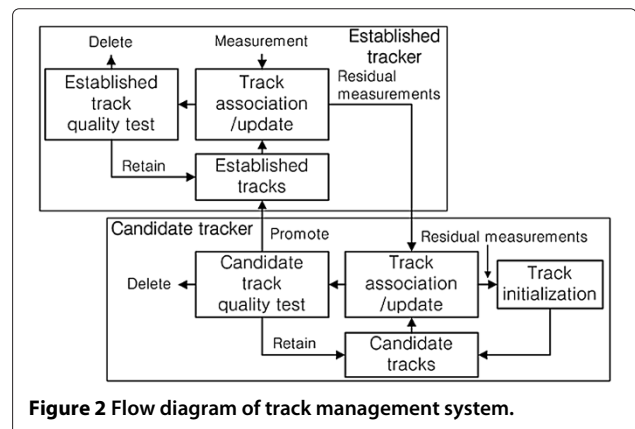 Delete
Measurement
Established
tracker
Established
track
quality test
Track
association
/update
Residual
measurements
Retain
Established
tracks
Candidate tracker
Promote
Residual measurements
Delete
Candidate
track
quality test
Track
association
/update
Track
initialization
Retain
Candidate
tracks
Figure 2 Flow diagram of track management system.